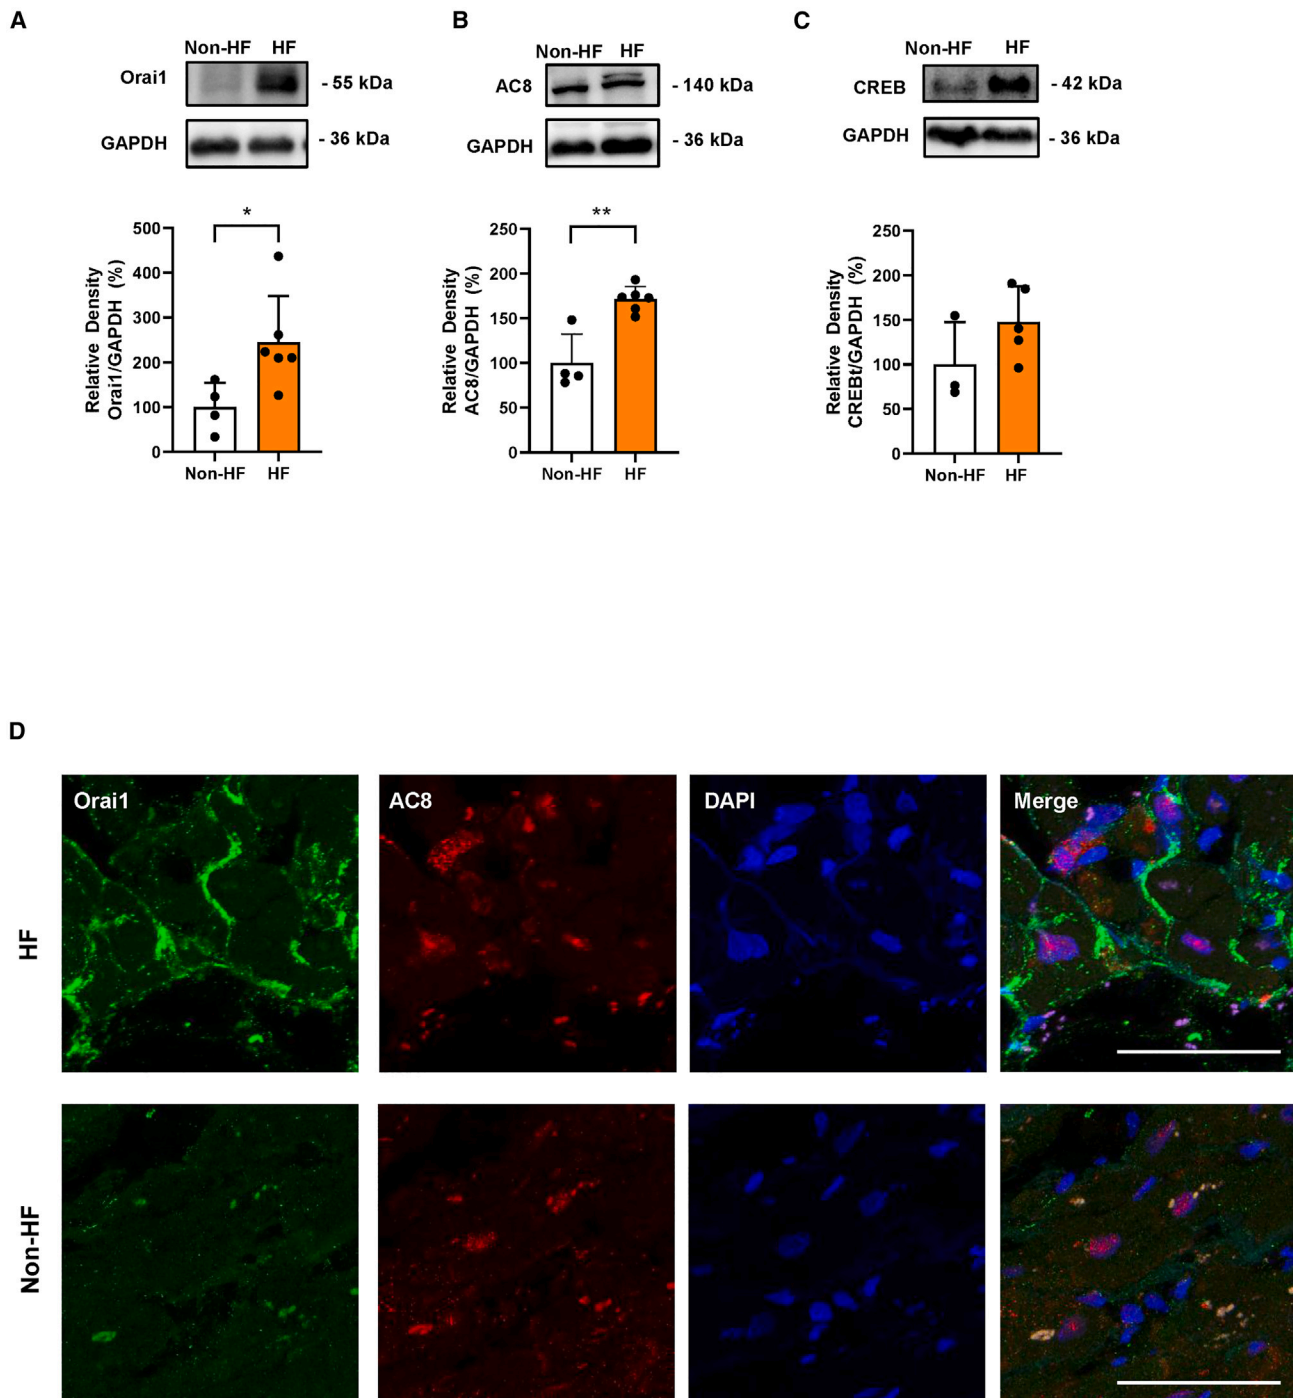 A
B
C
Non-HF HF
Orai1
- 55 kDa
GAPDH
- 36 kDa
Non-HF HF
AC8
- 140 kDa
GAPDH
- 36 kDa
Non-HF HF
CREB
- 42 kDa
GAPDH
- 36 kDa
*
Relative Density
Orai1/GAPDH (%)
500
400
300
200
100
0
Non-HF HF
**
Relative Density
AC8/GAPDH (%)
250
200
150
100
50
0
Non-HF HF
Relative Density
CREBt/GAPDH (%)
250
200
150
100
50
0
Non-HF HF
D
HF
Orai1
AC8
DAPI
Merge
Non-HF